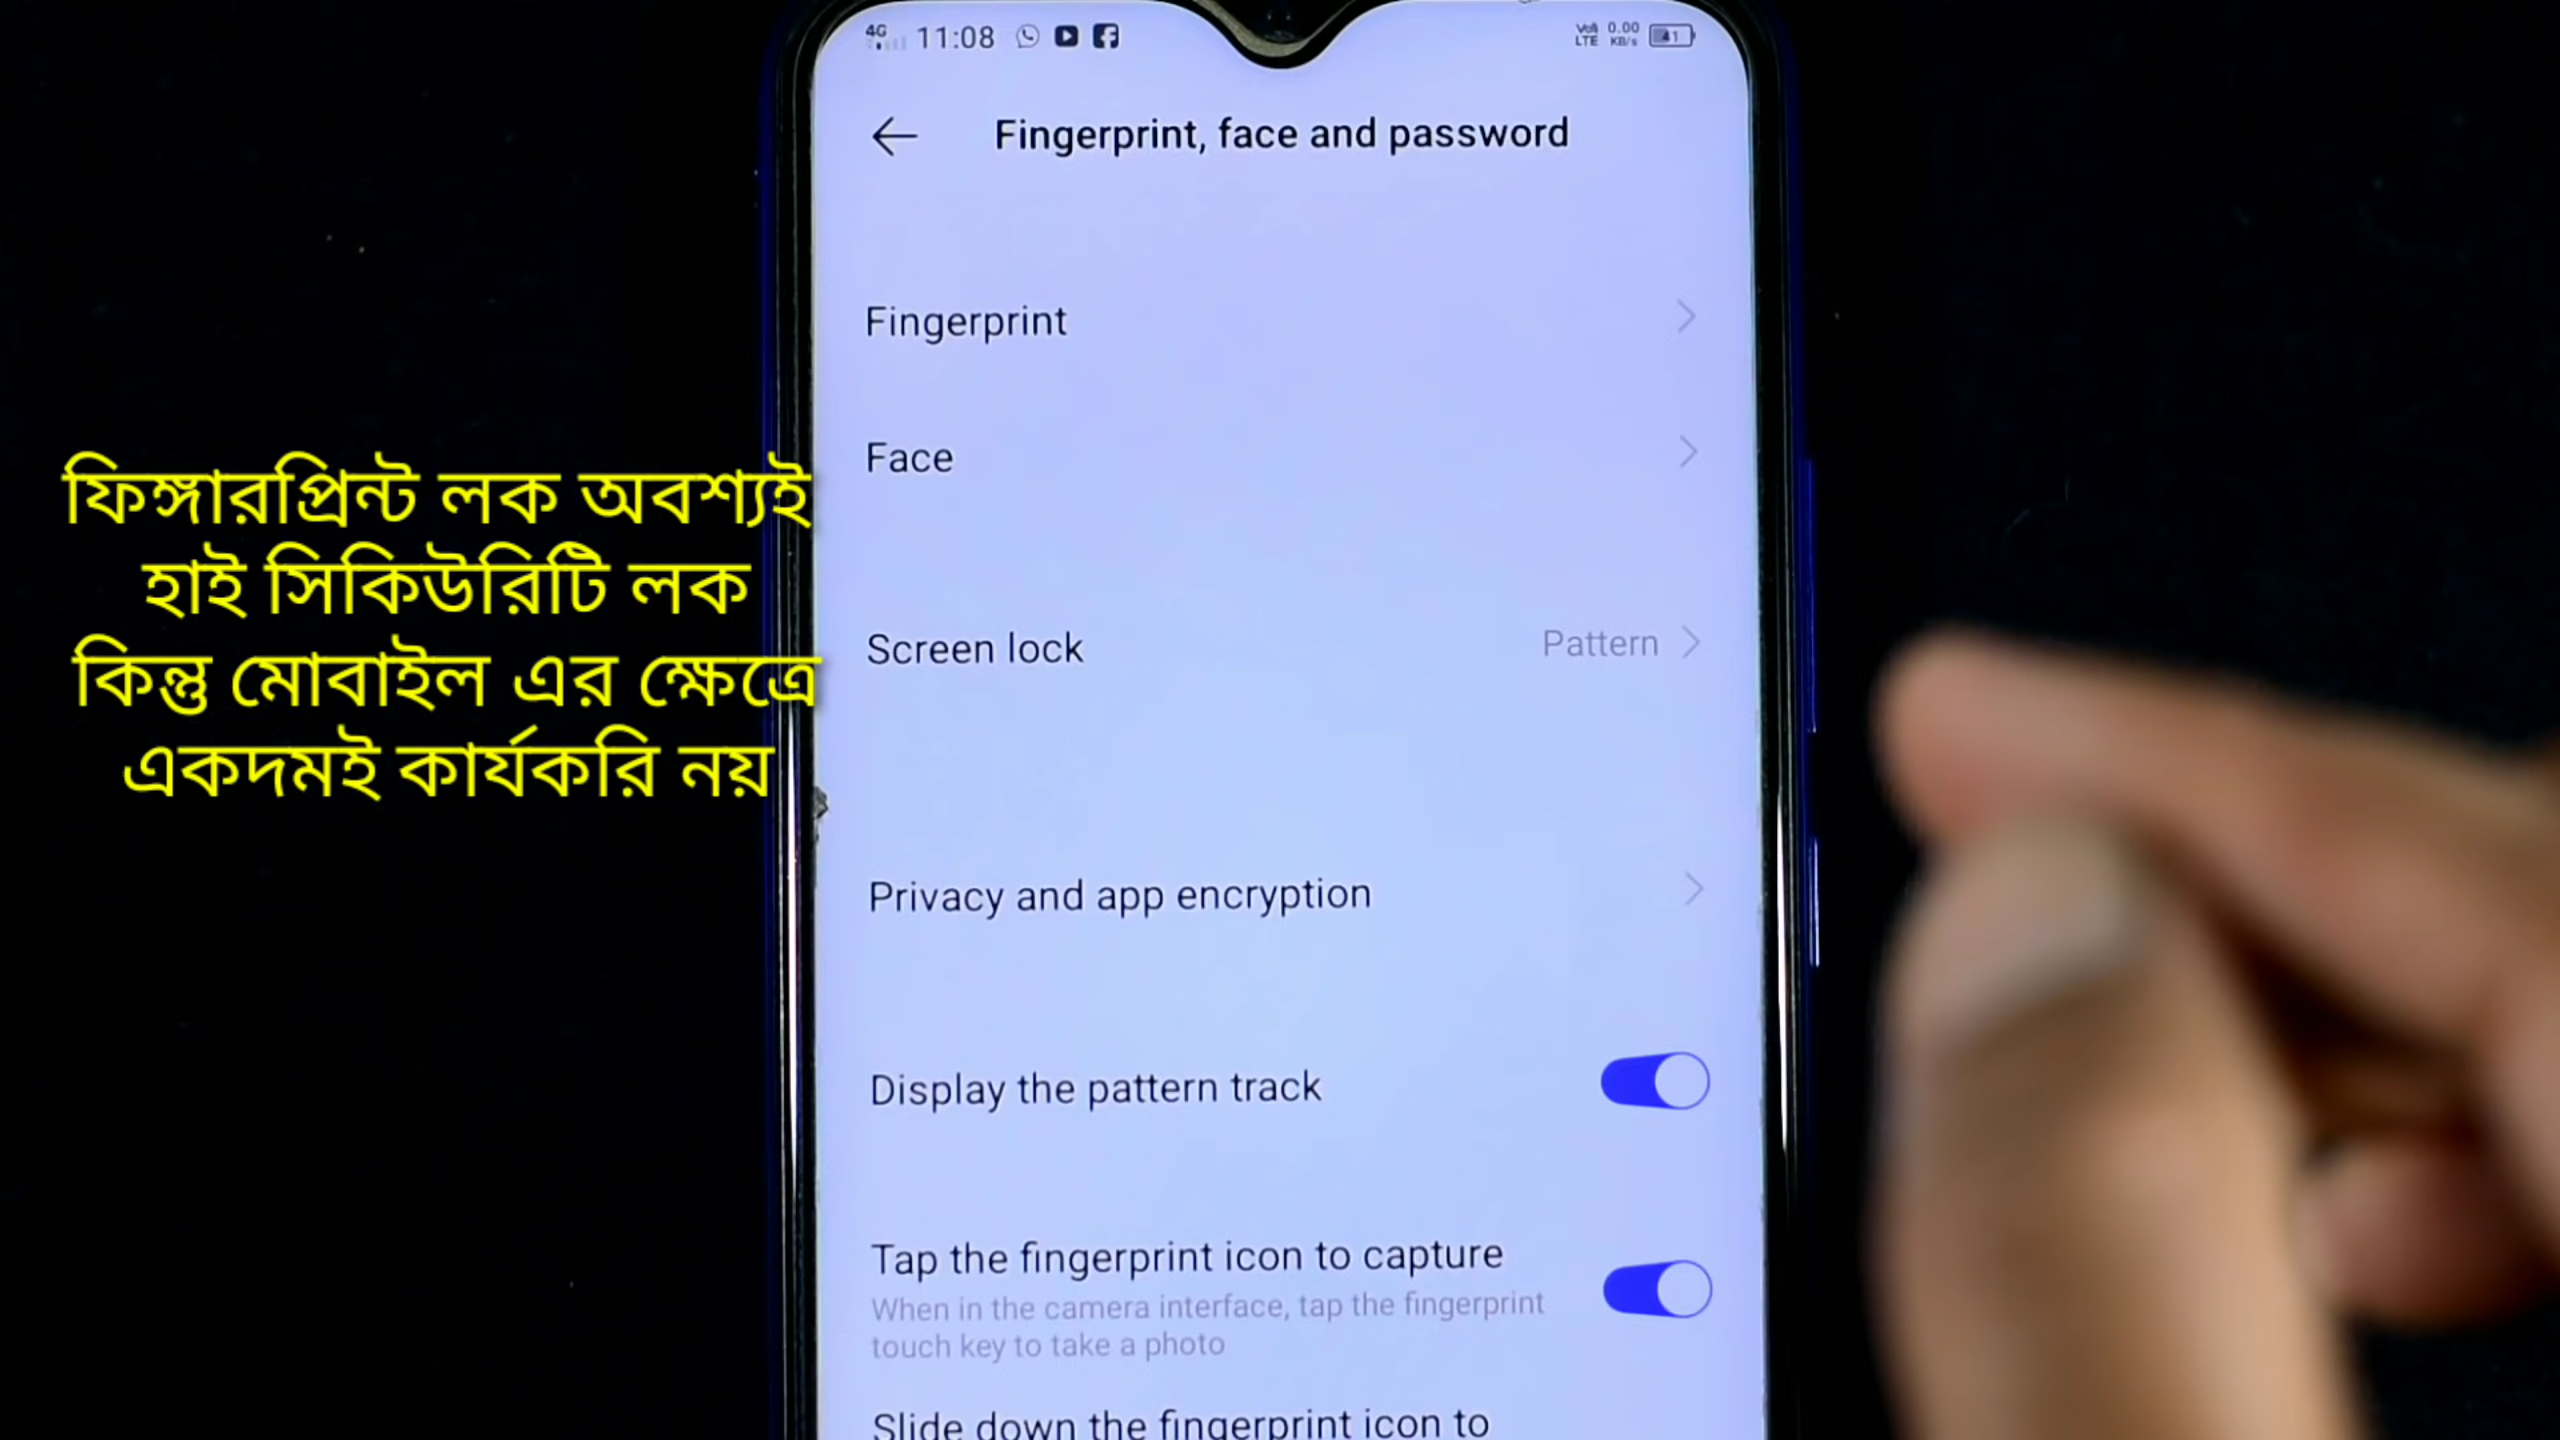 4G 11:08 Vo)) LTE 0.00 KB/s 41
Fingerprint, face and password
Fingerprint
Face
ফিঙ্গারপ্রিন্ট লক অবশ্যই
হাই সিকিউরিটি লক
কিন্তু মোবাইল এর ক্ষেত্রে
একদমই কার্যকরি নয়
Screen lock Pattern
Privacy and app encryption
Display the pattern track
Tap the fingerprint icon to capture
When in the camera interface, tap the fingerprint
touch key to take a photo
Slide down the fingerprint icon to